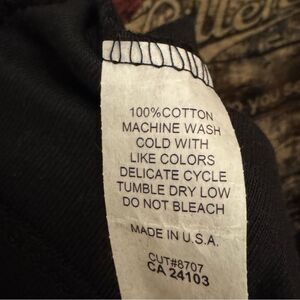 100%COTTON
MACHINE WASH
COLD WITH
LIKE COLORS
DELICATE CYCLE
TUMBLE DRY LOW
DO NOT BLEACH
MADE IN U.S.A.
CUT#8707
CA 24103